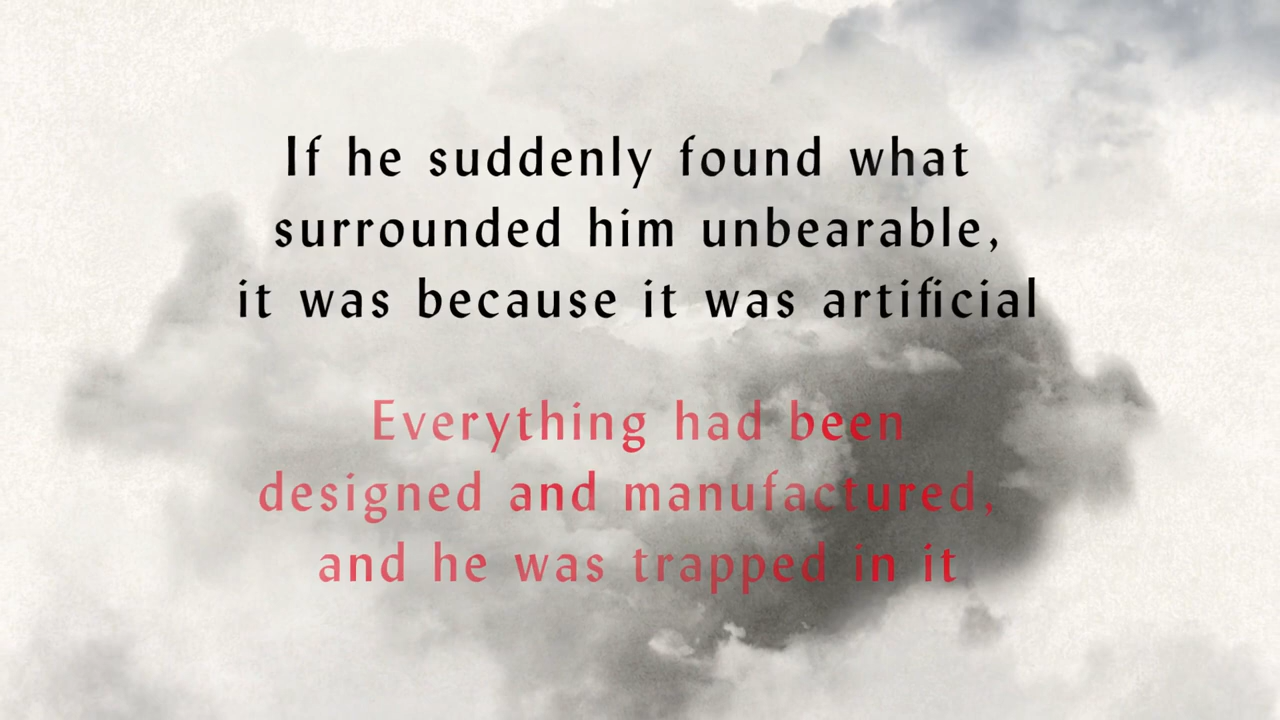 If he suddenly found what
surrounded him unbearable,
it was because it was artificial
Everything had been
designed and manufactured,
and he was trapped in it